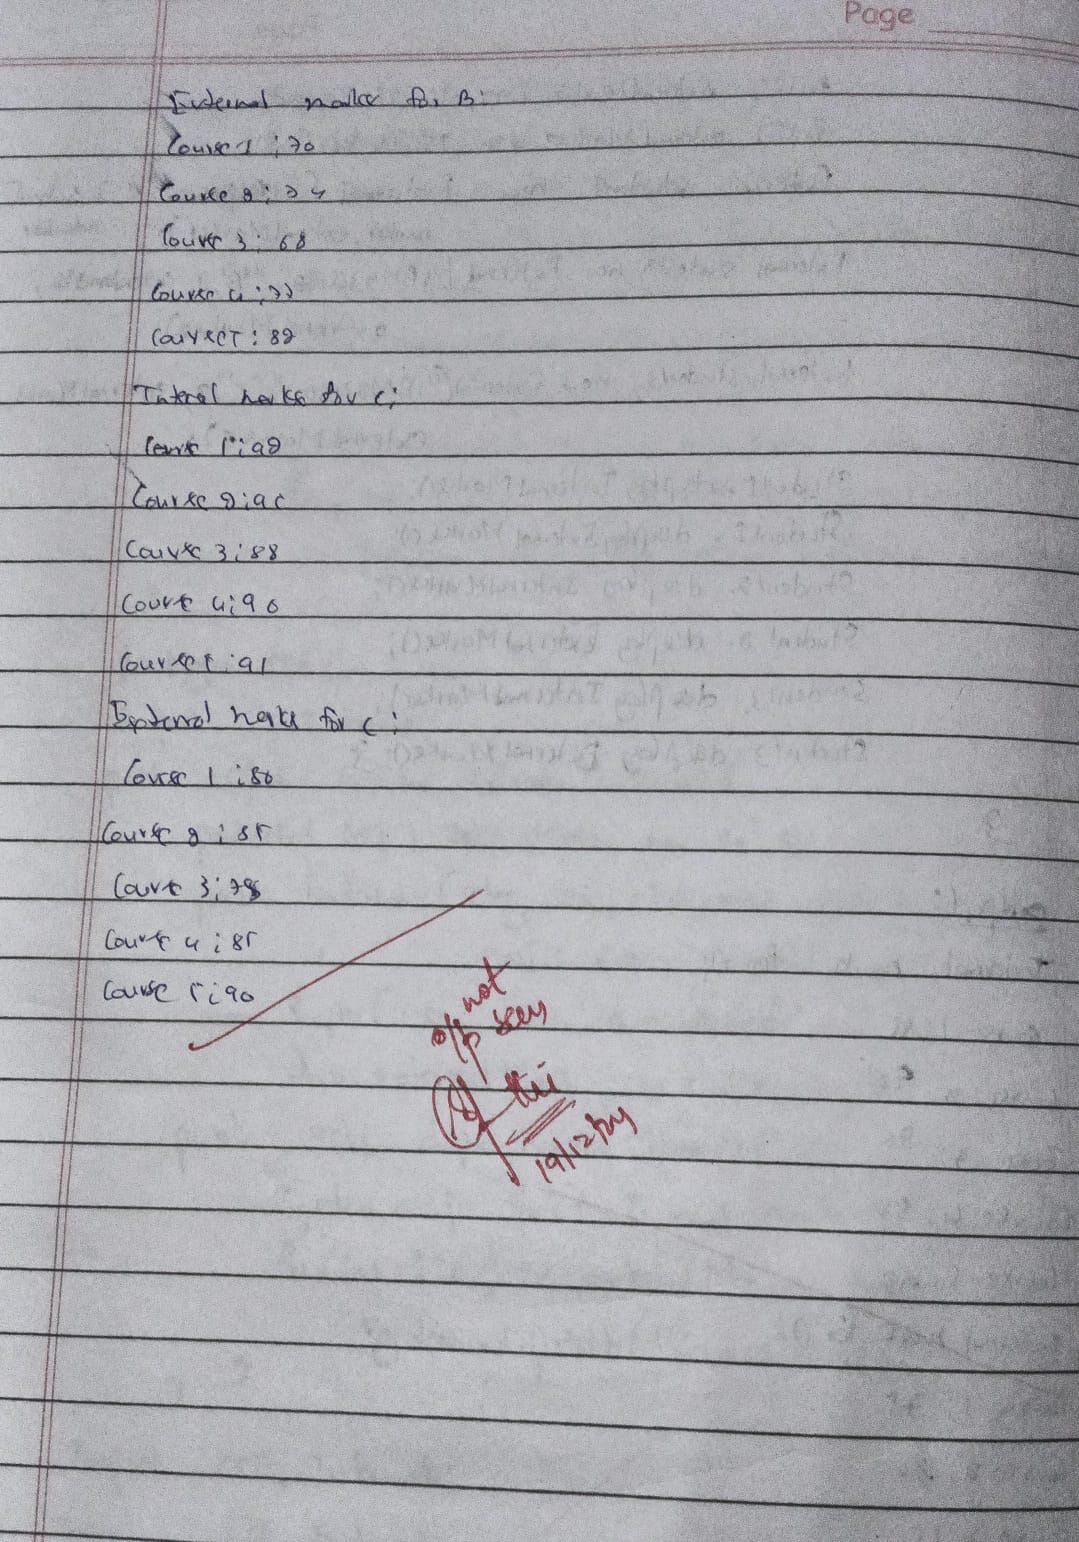 Page
External marks for B:
Course 1 : 70
Course 2 : 74
Course 3 : 68
Course 4 : 77
Course 5 : 82
Internal marks for C:
Course 1 : 92
Course 2 : 95
Course 3 : 88
Course 4 : 90
Course 5 : 91
External marks for C:
Course 1 : 80
Course 2 : 85
Course 3 : 78
Course 4 : 85
Course 5 : 90
not
o/p seen
19/12/24